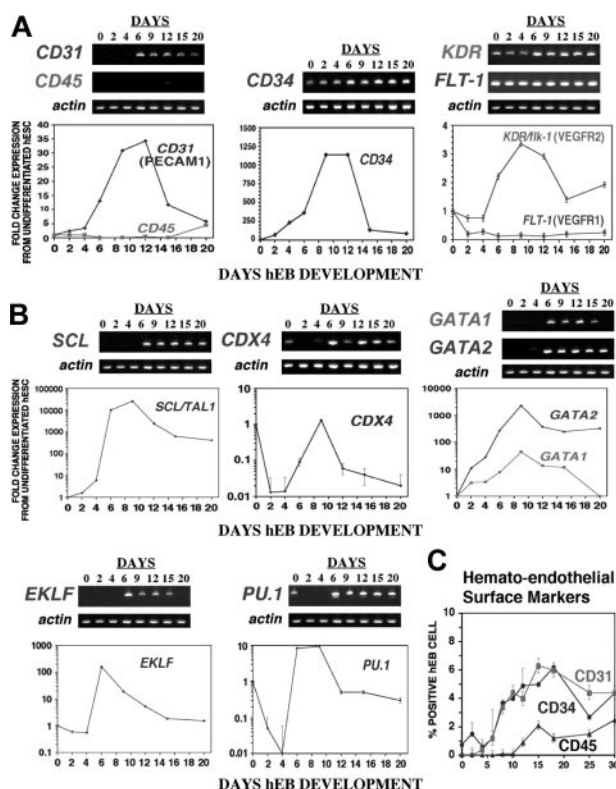 A
DAYS
0 2 4 6 9 12 15 20
CD31
CD45
actin
FOLD CHANGE EXPRESSION
FROM UNDIFFERENTIATED hESC
40
35
30
25
20
15
10
5
0
CD31
(PECAM1)
CD45
0 2 4 6 8 10 12 14 16 18 20
DAYS
0 2 4 6 9 12 15 20
CD34
actin
1500
1250
1000
750
500
250
0
CD34
0 2 4 6 8 10 12 14 16 18 20
DAYS
0 2 4 6 9 12 15 20
KDR
FLT-1
actin
4
3
2
1
0
KDR/flk-1 (VEGFR2)
FLT-1 (VEGFR1)
0 2 4 6 8 10 12 14 16 18 20
DAYS hEB DEVELOPMENT
B
DAYS
0 2 4 6 9 12 15 20
SCL
actin
FOLD CHANGE EXPRESSION
FROM UNDIFFERENTIATED hESC
100000
10000
1000
100
10
1
SCL/TAL1
0 2 4 6 8 10 12 14 16 18 20
DAYS
0 2 4 6 9 12 15 20
CDX4
actin
10
1
0.1
0.01
CDX4
0 2 4 6 8 10 12 14 16 18 20
DAYS
0 2 4 6 9 12 15 20
GATA1
GATA2
actin
10000
1000
100
10
1
GATA2
GATA1
0 2 4 6 8 10 12 14 16 18 20
DAYS hEB DEVELOPMENT
DAYS
0 2 4 6 9 12 15 20
EKLF
actin
1000
100
10
1
0.1
EKLF
0 2 4 6 8 10 12 14 16 18 20
DAYS
0 2 4 6 9 12 15 20
PU.1
actin
10
1
0.1
0.01
PU.1
0 2 4 6 8 10 12 14 16 18 20
DAYS hEB DEVELOPMENT
C
Hemato-endothelial
Surface Markers
% POSITIVE hEB CELL
10
8
6
4
2
0
CD31
CD34
CD45
0 5 10 15 20 25 30